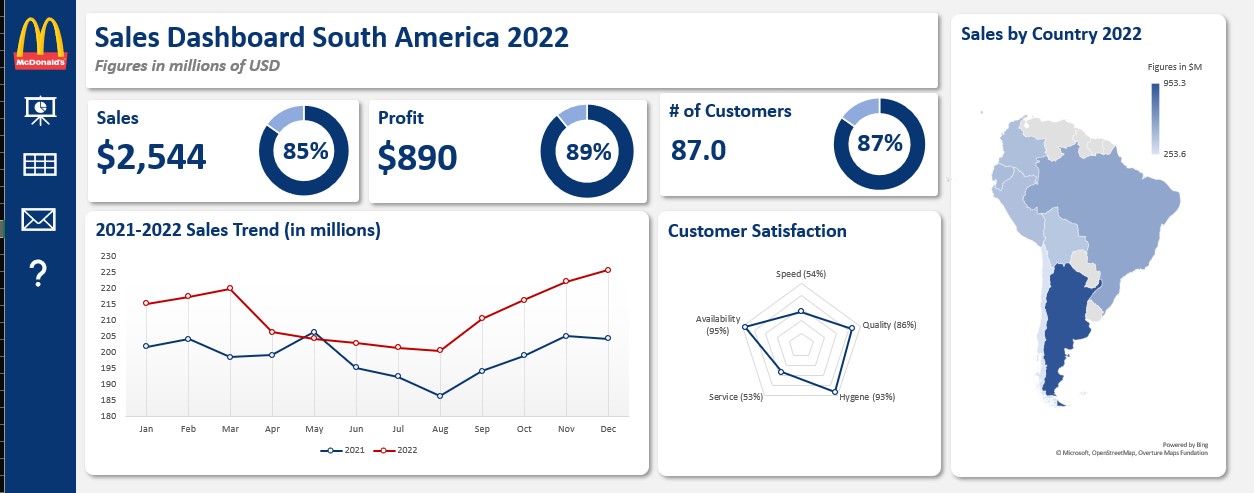 McDonald's
Sales Dashboard South America 2022
Figures in millions of USD
Sales
$2,544
85%
Profit
$890
89%
# of Customers
87.0
87%
2021-2022 Sales Trend (in millions)
230
225
220
215
210
205
200
195
190
185
180
Jan Feb Mar Apr May Jun Jul Aug Sep Oct Nov Dec
2021 2022
Customer Satisfaction
Speed (54%)
Quality (86%)
Hygene (93%)
Service (53%)
Availability
(95%)
Sales by Country 2022
Figures in $M
953.3
253.6
Powered by Bing
© Microsoft, OpenStreetMap, Overture Maps Fundation
?